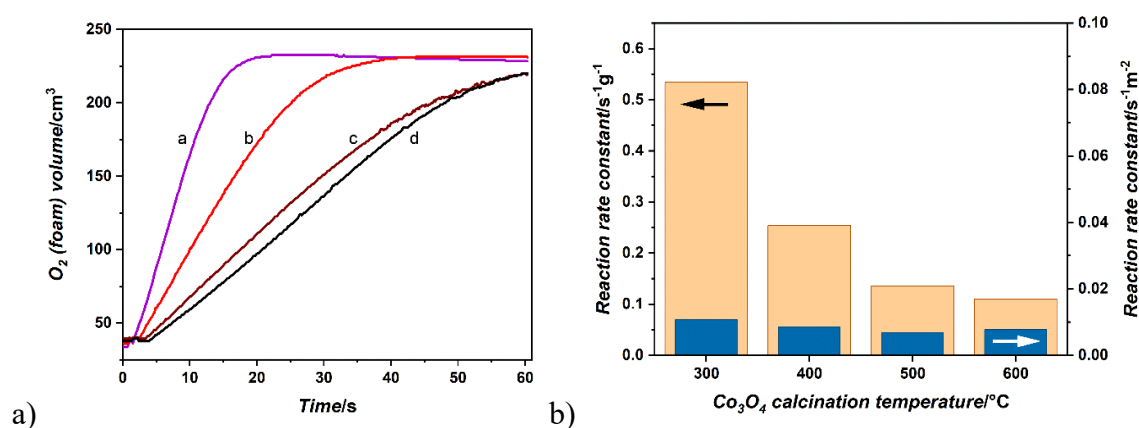 250
200
150
100
50
O₂ (foam) volume/cm³
a
b
c
d
0
10
20
30
40
50
60
Time/s
a)
0.6
0.5
0.4
0.3
0.2
0.1
0.0
Reaction rate constant/s⁻¹g⁻¹
0.10
0.08
0.06
0.04
0.02
0.00
Reaction rate constant/s⁻¹m⁻²
300
400
500
600
Co₃O₄ calcination temperature/°C
b)